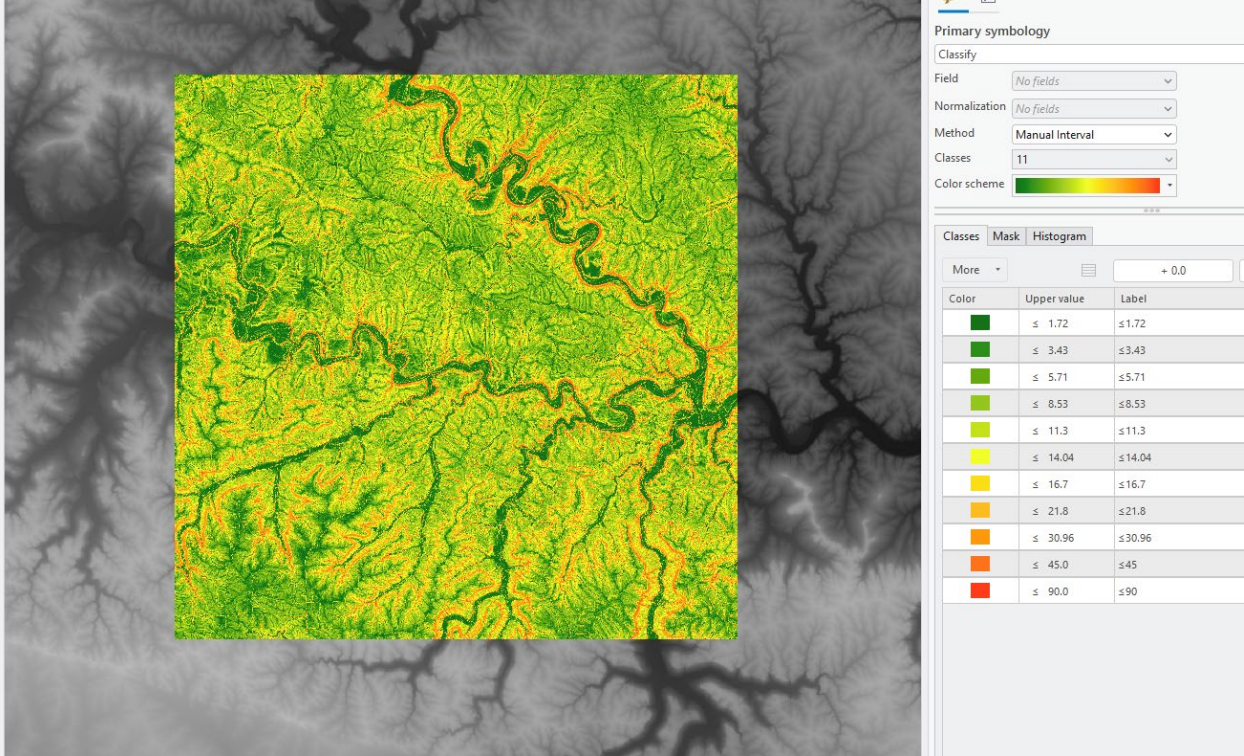 Primary symbology
Classify
Field No fields
Normalization No fields
Method Manual Interval
Classes 11
Color scheme
Classes Mask Histogram
More + 0.0
Color Upper value Label
≤ 1.72 ≤1.72
≤ 3.43 ≤3.43
≤ 5.71 ≤5.71
≤ 8.53 ≤8.53
≤ 11.3 ≤11.3
≤ 14.04 ≤14.04
≤ 16.7 ≤16.7
≤ 21.8 ≤21.8
≤ 30.96 ≤30.96
≤ 45.0 ≤45
≤ 90.0 ≤90